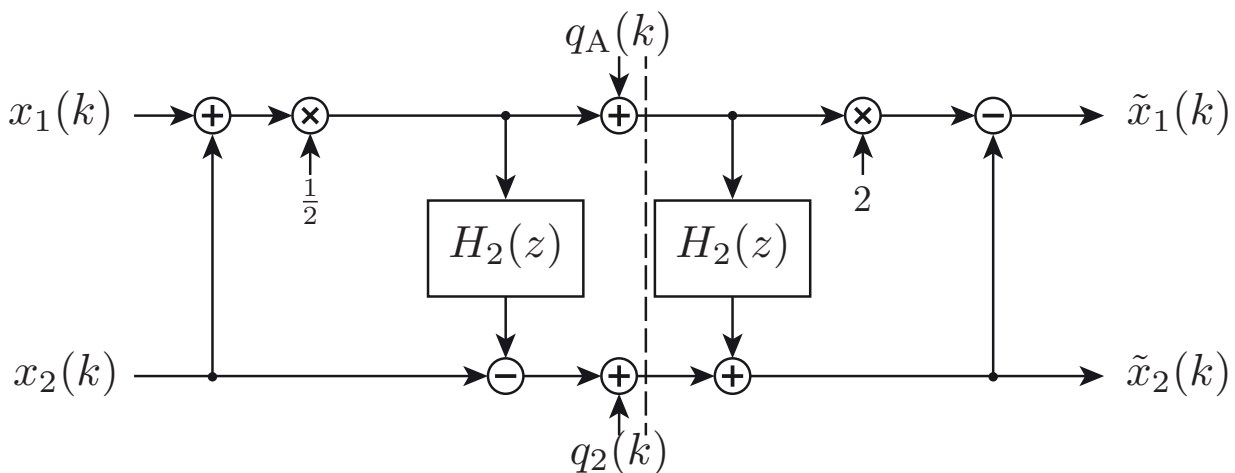 q_A(k)
x_1(k) + × + × − x̃_1(k)
1/2 2
H_2(z) H_2(z)
x_2(k) − + + x̃_2(k)
q_2(k)